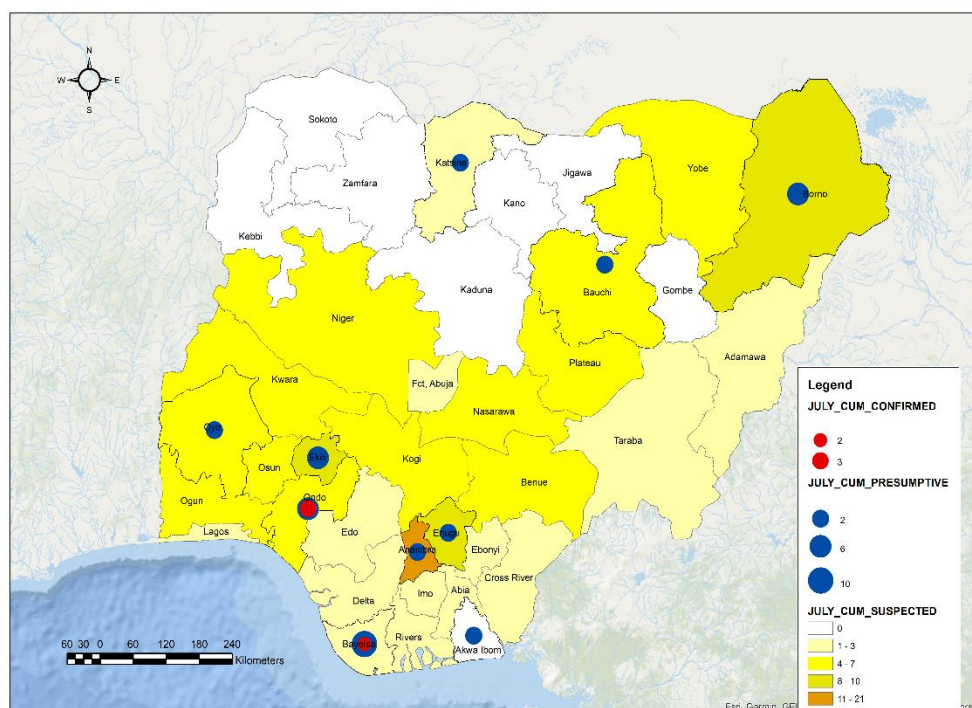 N
W E
S
Sokoto
Katsina
Zamfara
Jigawa
Yobe
Kano
Borno
Kebbi
Kaduna
Bauchi
Gombe
Niger
Plateau
Adamawa
Fct, Abuja
Kwara
Nasarawa
Taraba
Oyo
Ekiti
Osun
Kogi
Benue
Ogun
Ondo
Lagos
Edo
Enugu
Anambra
Ebonyi
Cross River
Delta
Imo
Abia
Bayelsa
Rivers
Akwa Ibom
60 30 0 60 120 180 240
Kilometers
Legend
JULY_CUM_CONFIRMED
2
3
JULY_CUM_PRESUMPTIVE
2
6
10
JULY_CUM_SUSPECTED
0
1 - 3
4 - 7
8 - 10
11 - 21
Esri, Garmin,